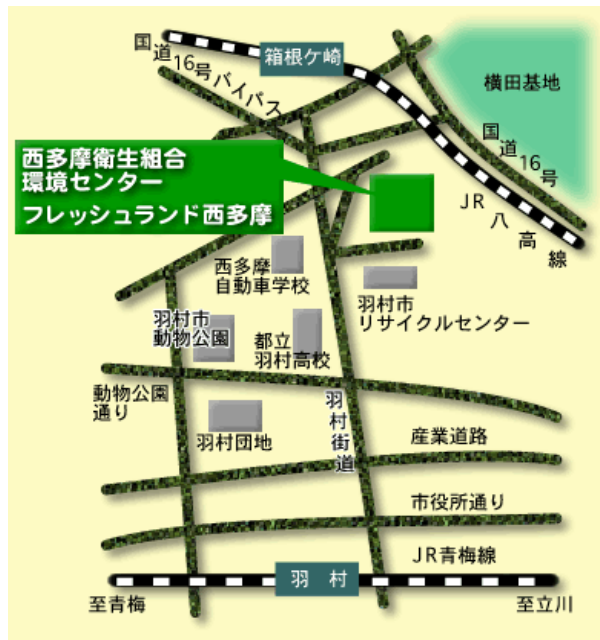 国道16号バイパス
箱根ケ崎
横田基地
国道16号
JR八高線
西多摩衛生組合
環境センター
フレッシュランド西多摩
西多摩
自動車学校
羽村市
リサイクルセンター
羽村市
動物公園
都立
羽村高校
動物公園
通り
羽村街道
羽村団地
産業道路
市役所通り
JR青梅線
羽村
至青梅
至立川